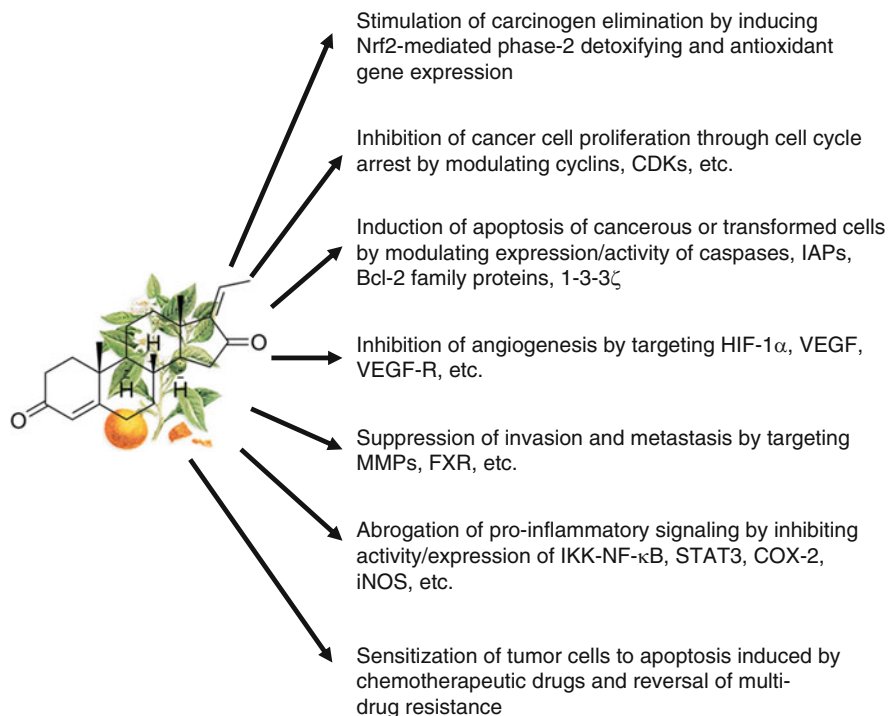 Stimulation of carcinogen elimination by inducing
Nrf2-mediated phase-2 detoxifying and antioxidant
gene expression
Inhibition of cancer cell proliferation through cell cycle
arrest by modulating cyclins, CDKs, etc.
Induction of apoptosis of cancerous or transformed cells
by modulating expression/activity of caspases, IAPs,
Bcl-2 family proteins, 1-3-3ζ
Inhibition of angiogenesis by targeting HIF-1α, VEGF,
VEGF-R, etc.
Suppression of invasion and metastasis by targeting
MMPs, FXR, etc.
Abrogation of pro-inflammatory signaling by inhibiting
activity/expression of IKK-NF-κB, STAT3, COX-2,
iNOS, etc.
Sensitization of tumor cells to apoptosis induced by
chemotherapeutic drugs and reversal of multi-
drug resistance
H
O
H H
O